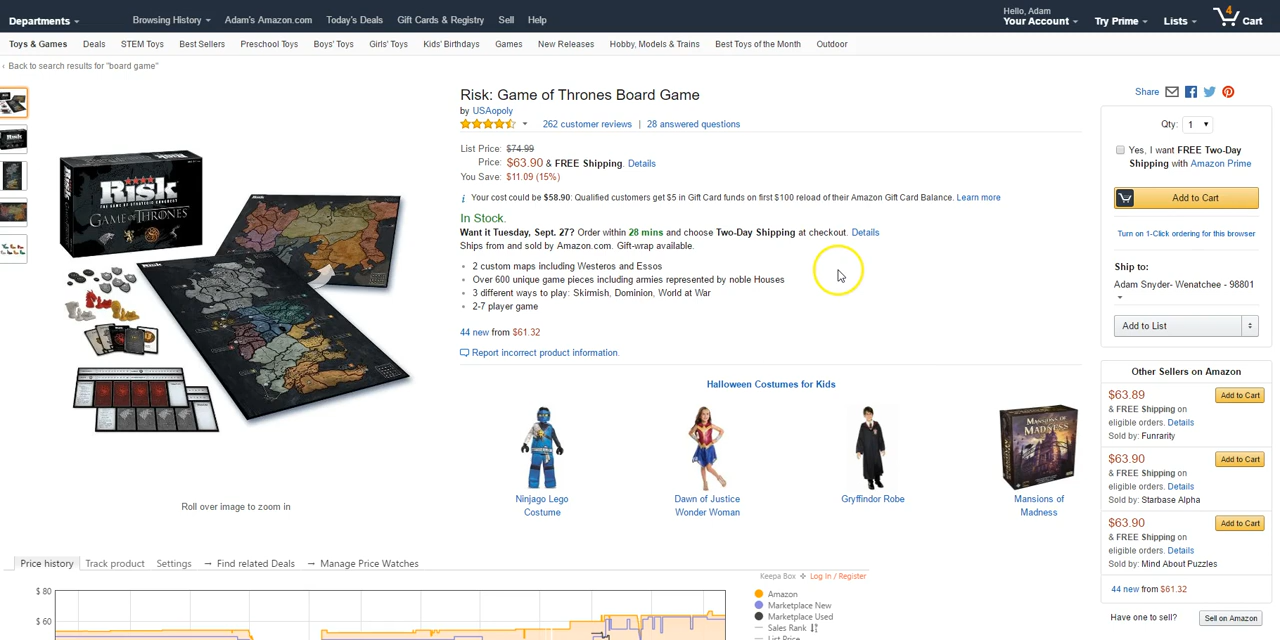 Departments
Browsing History
Adam's Amazon.com
Today's Deals
Gift Cards & Registry
Sell
Help
Hello, Adam
Your Account
Try Prime
Lists
4
Cart
Toys & Games
Deals
STEM Toys
Best Sellers
Preschool Toys
Boys' Toys
Girls' Toys
Kids' Birthdays
Games
New Releases
Hobby, Models & Trains
Best Toys of the Month
Outdoor
‹ Back to search results for "board game"
RISK
GAME OF THRONES
Roll over image to zoom in
Risk: Game of Thrones Board Game
by USAopoly
262 customer reviews | 28 answered questions
List Price: $74.99
Price: $63.90 & FREE Shipping. Details
You Save: $11.09 (15%)
Your cost could be $58.90: Qualified customers get $5 in Gift Card funds on first $100 reload of their Amazon Gift Card Balance. Learn more
In Stock.
Want it Tuesday, Sept. 27? Order within 28 mins and choose Two-Day Shipping at checkout. Details
Ships from and sold by Amazon.com. Gift-wrap available.
• 2 custom maps including Westeros and Essos
• Over 600 unique game pieces including armies represented by noble Houses
• 3 different ways to play: Skirmish, Dominion, World at War
• 2-7 player game
44 new from $61.32
Report incorrect product information.
Halloween Costumes for Kids
Ninjago Lego
Costume
Dawn of Justice
Wonder Woman
Gryffindor Robe
MANSIONS OF
MADNESS
Mansions of
Madness
Share
Qty: 1
Yes, I want FREE Two-Day
Shipping with Amazon Prime
Add to Cart
Turn on 1-Click ordering for this browser
Ship to:
Adam Snyder- Wenatchee - 98801
Add to List
Other Sellers on Amazon
$63.89
Add to Cart
& FREE Shipping on
eligible orders. Details
Sold by: Funrarity
$63.90
Add to Cart
& FREE Shipping on
eligible orders. Details
Sold by: Starbase Alpha
$63.90
Add to Cart
& FREE Shipping on
eligible orders. Details
Sold by: Mind About Puzzles
44 new from $61.32
Have one to sell?
Sell on Amazon
Price history
Track product
Settings
→ Find related Deals
→ Manage Price Watches
Keepa Box
Log In / Register
$ 80
$ 60
Amazon
Marketplace New
Marketplace Used
Sales Rank
List Price